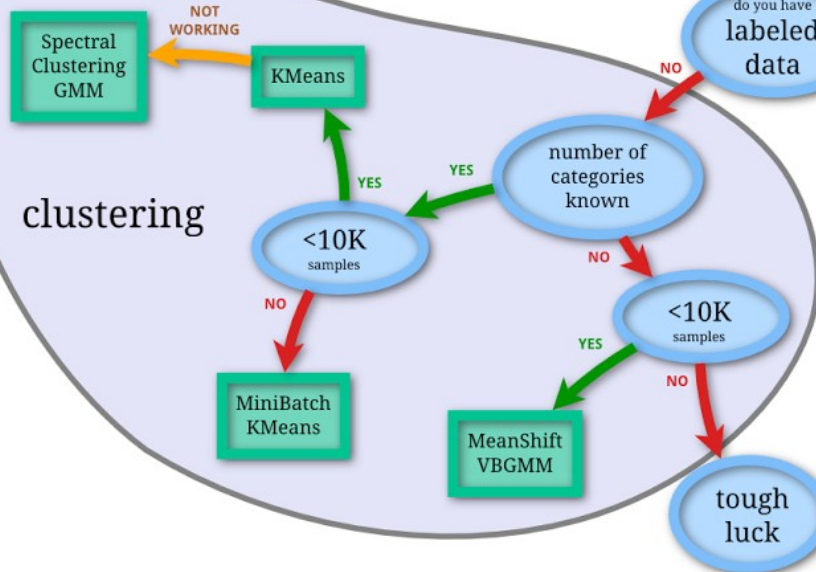 do you have
labeled
data
NO
NOT
WORKING
Spectral
Clustering
GMM
KMeans
number of
categories
known
YES
YES
clustering
<10K
samples
NO
NO
<10K
samples
YES
NO
MiniBatch
KMeans
MeanShift
VBGMM
tough
luck